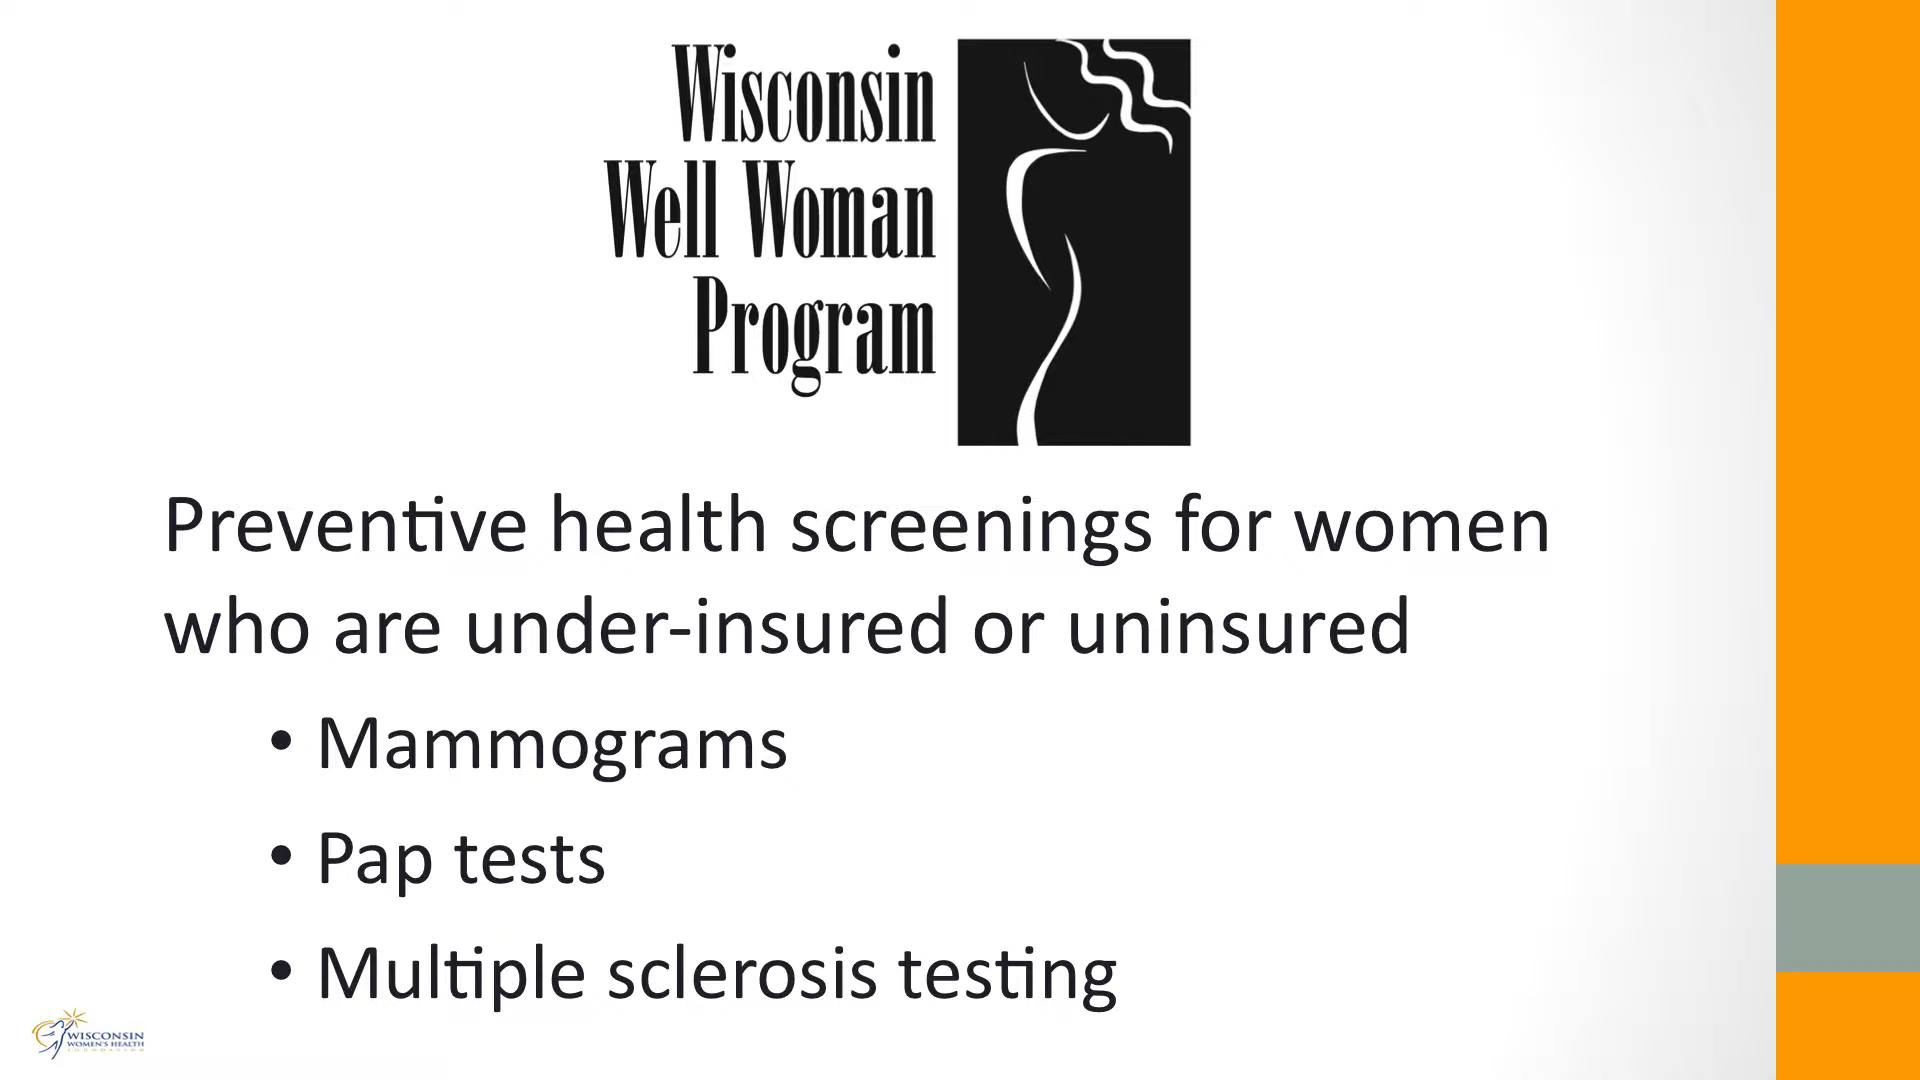 Wisconsin
Well Woman
Program
Preventive health screenings for women
who are under-insured or uninsured
• Mammograms
• Pap tests
• Multiple sclerosis testing
WISCONSIN
WOMEN'S HEALTH
FOUNDATION